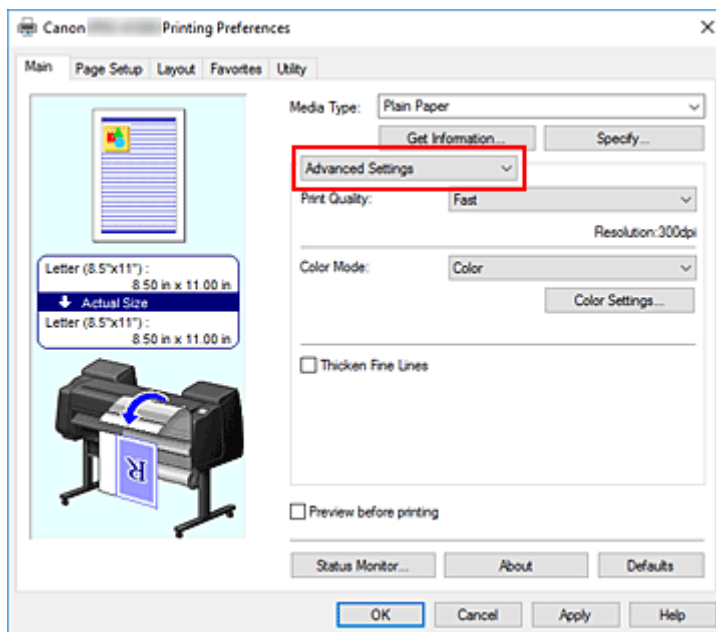 Canon Printing Preferences
Main Page Setup Layout Favorites Utility
Media Type: Plain Paper
Get Information... Specify...
Advanced Settings
Print Quality: Fast
Resolution:300dpi
Color Mode: Color
Color Settings...
Thicken Fine Lines
Letter (8.5"x11") :
8.50 in x 11.00 in
Actual Size
Letter (8.5"x11") :
8.50 in x 11.00 in
R
Preview before printing
Status Monitor... About Defaults
OK Cancel Apply Help